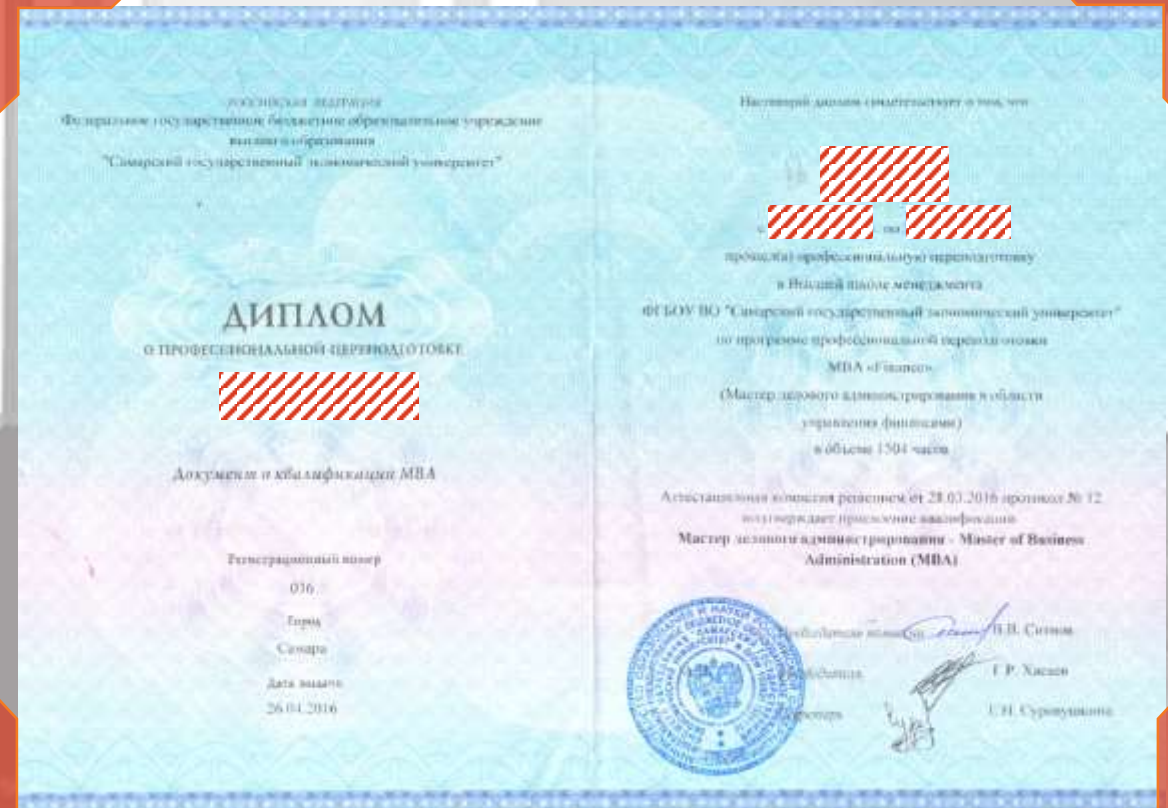 РОССИЙСКАЯ ФЕДЕРАЦИЯ
Федеральное государственное бюджетное образовательное учреждение
высшего образования
"Самарский государственный экономический университет"
ДИПЛОМ
О ПРОФЕССИОНАЛЬНОЙ ПЕРЕПОДГОТОВКЕ
Документ о квалификации МВА
Регистрационный номер
036
Город
Самара
Дата выдачи
26.04.2016
Настоящий диплом свидетельствует о том, что
с по
прошел(а) профессиональную переподготовку
в Высшей школе менеджмента
ФГБОУ ВО "Самарский государственный экономический университет"
по программе профессиональной переподготовки
МВА «Finance»
(Мастер делового администрирования в области
управления финансами)
в объеме 1504 часов
Аттестационная комиссия решением от 28.03.2016 протокол № 12
подтверждает присвоение квалификации
Мастер делового администрирования - Master of Business
Administration (MBA)
Председатель комиссии
Руководитель Г.Р. Хасаев
Секретарь